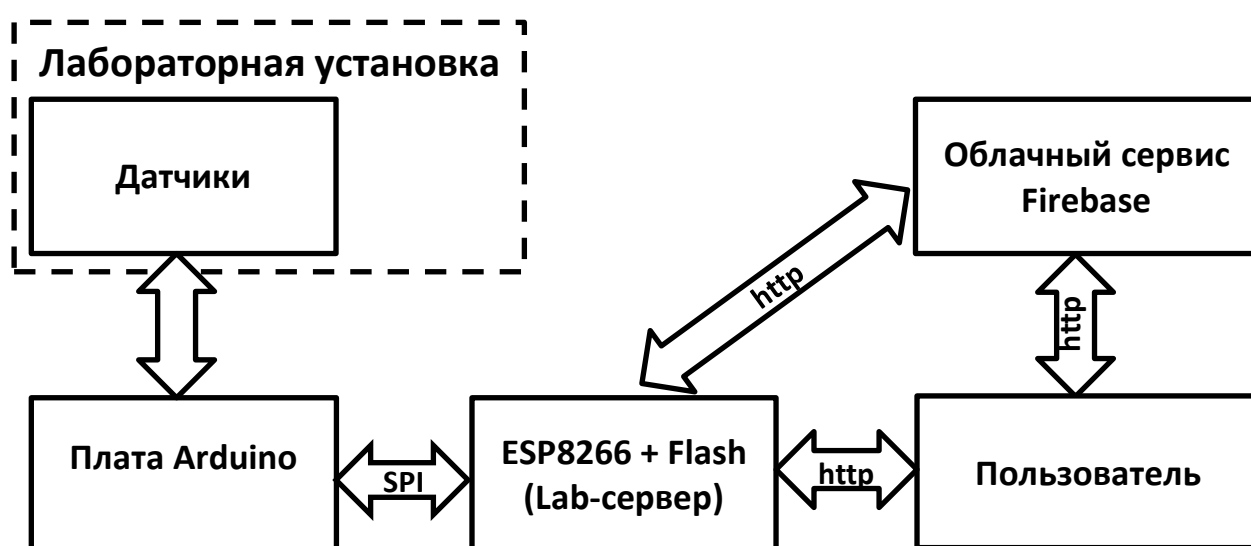 Лабораторная установка
Датчики
Облачный сервис
Firebase
http
http
Плата Arduino
SPI
ESP8266 + Flash
(Lab-сервер)
http
Пользователь